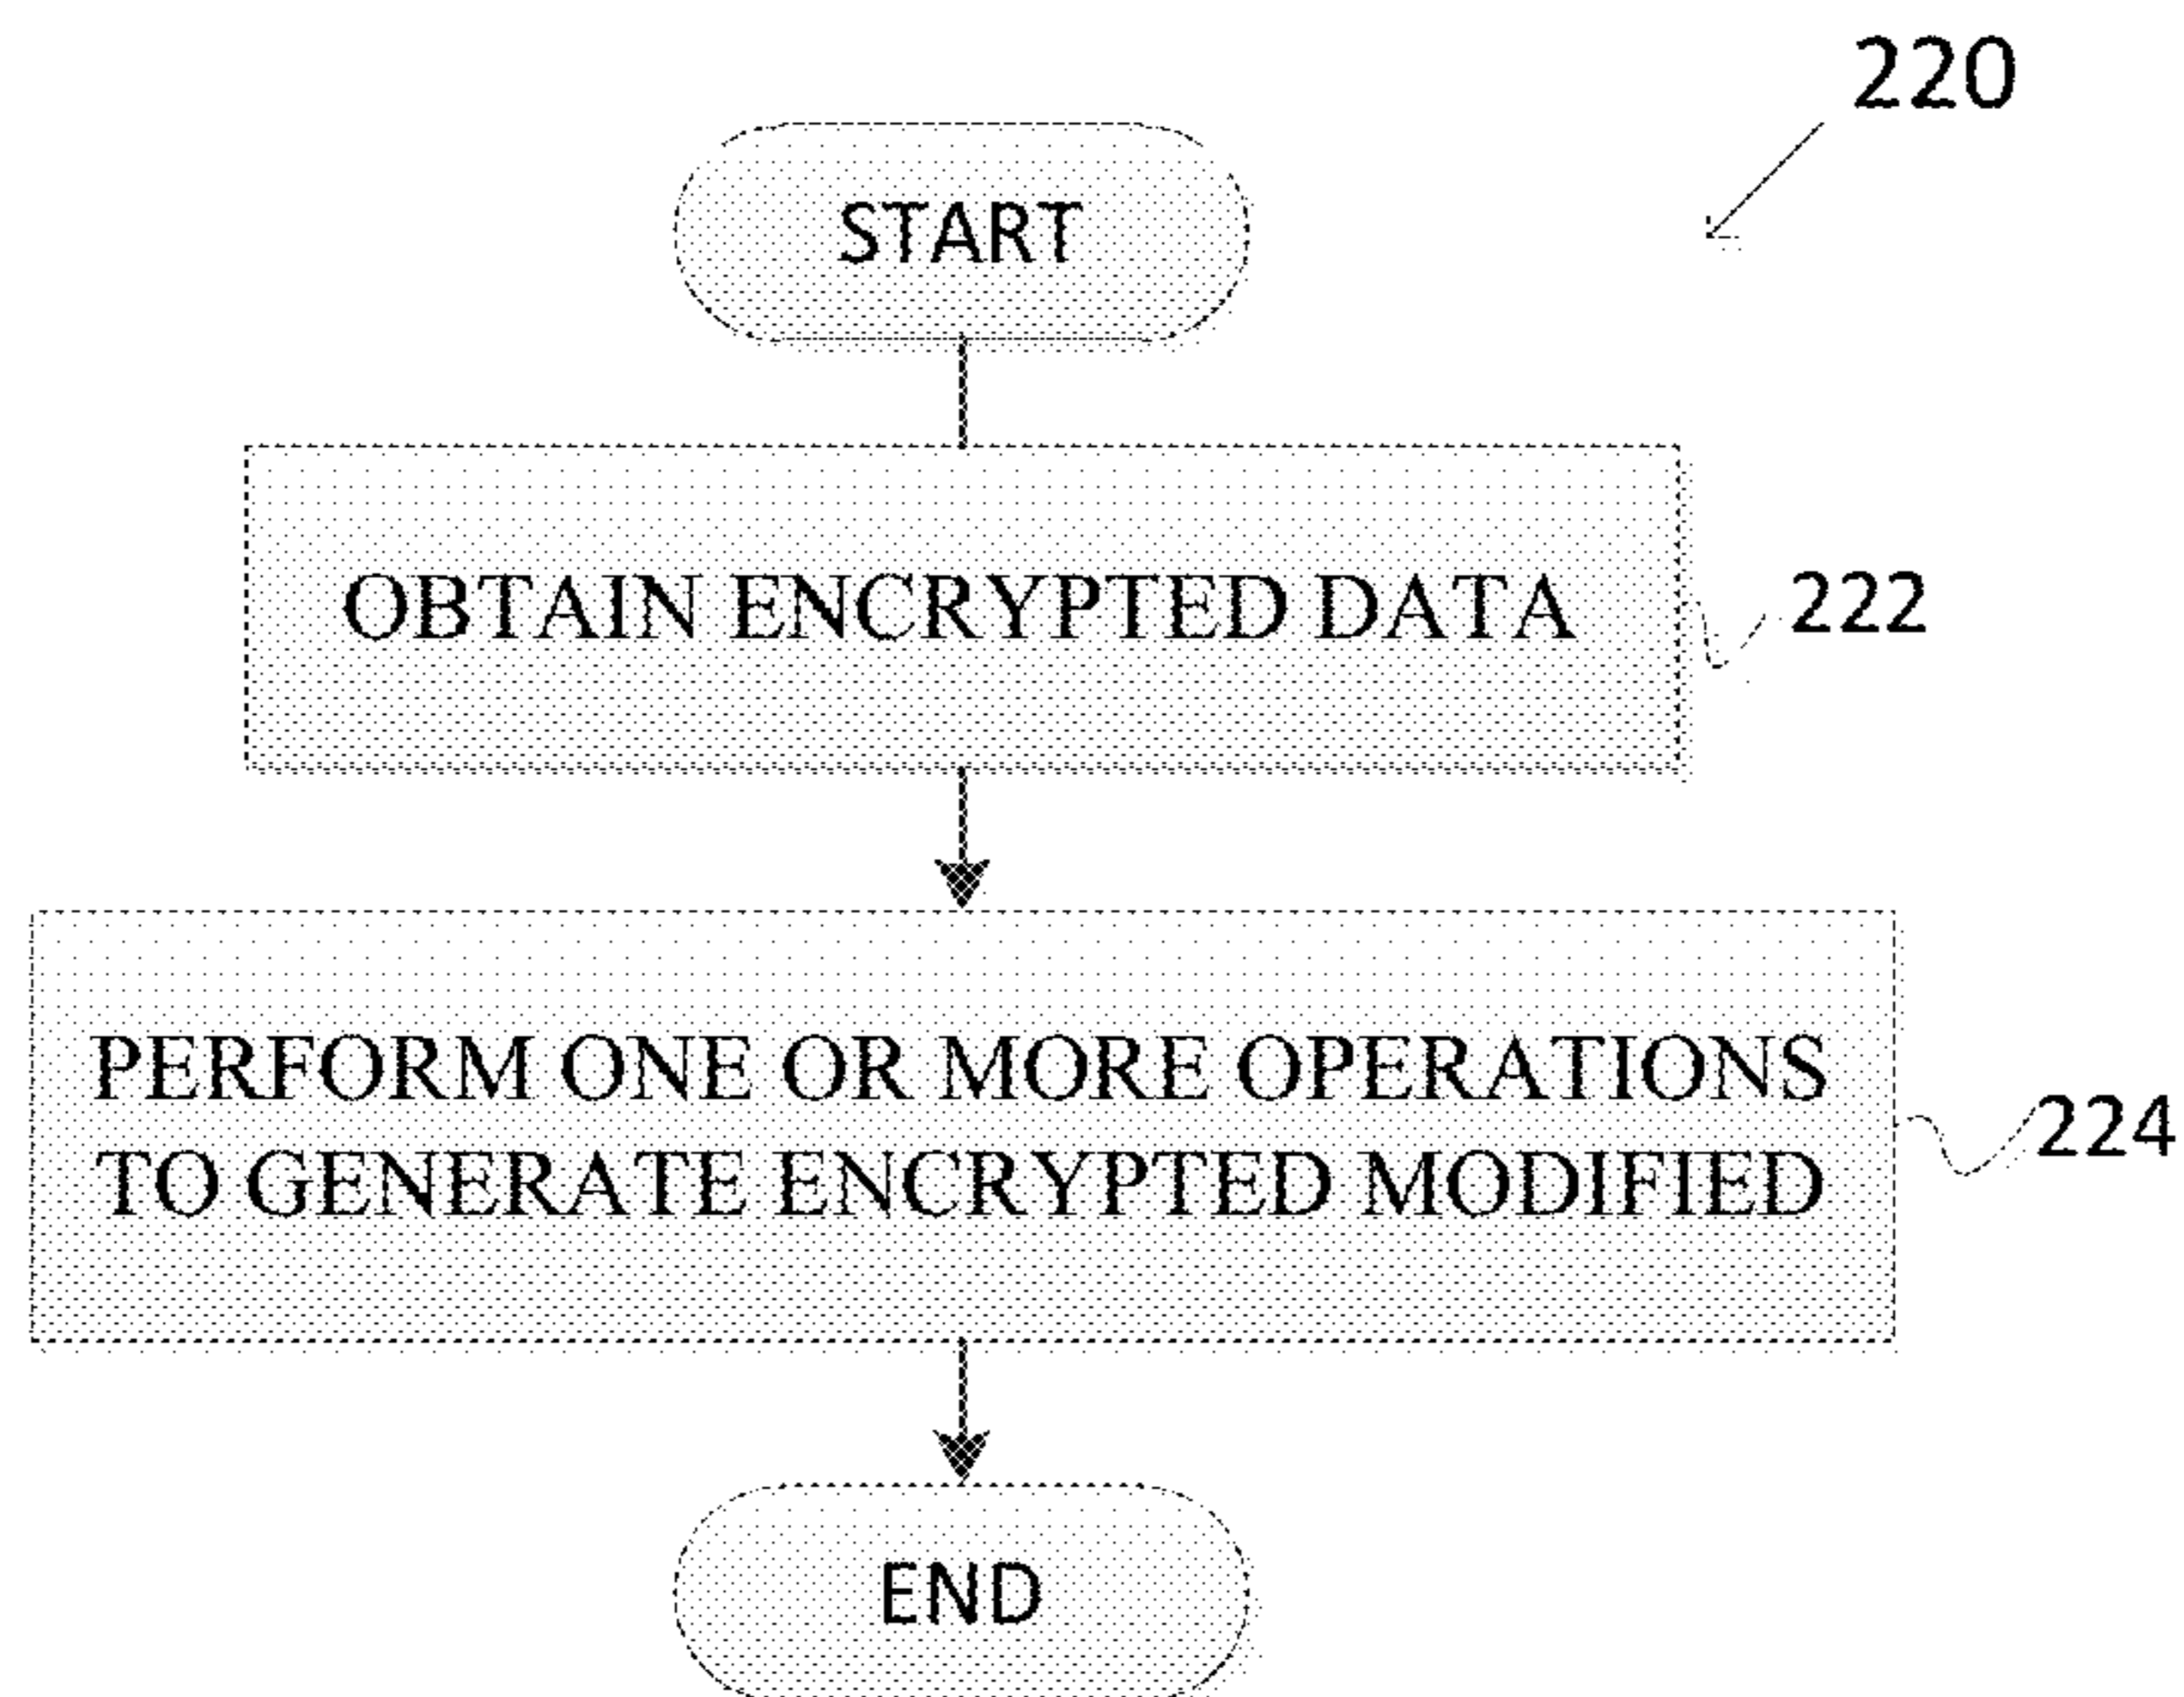 220
START
OBTAIN ENCRYPTED DATA
222
PERFORM ONE OR MORE OPERATIONS
TO GENERATE ENCRYPTED MODIFIED
224
END